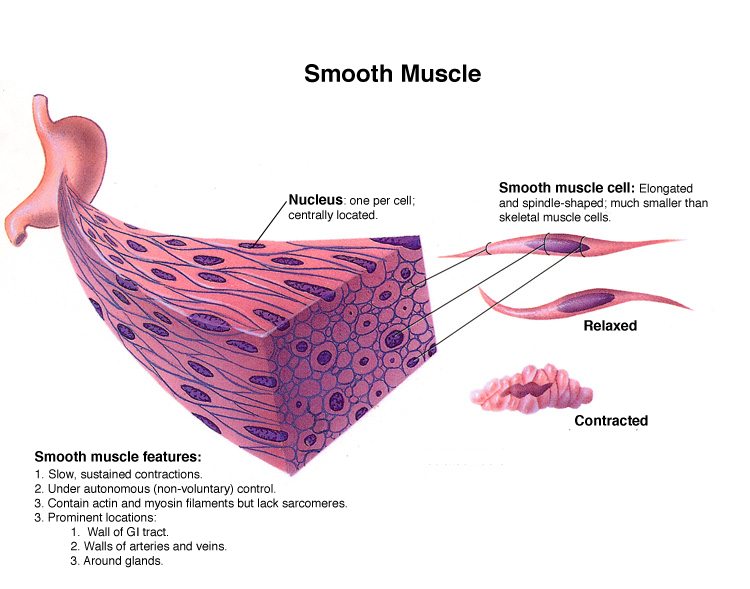 Smooth Muscle
Nucleus: one per cell;
centrally located.
Smooth muscle cell: Elongated
and spindle-shaped; much smaller than
skeletal muscle cells.
Relaxed
Contracted
Smooth muscle features:
1. Slow, sustained contractions.
2. Under autonomous (non-voluntary) control.
3. Contain actin and myosin filaments but lack sarcomeres.
3. Prominent locations:
1. Wall of GI tract.
2. Walls of arteries and veins.
3. Around glands.